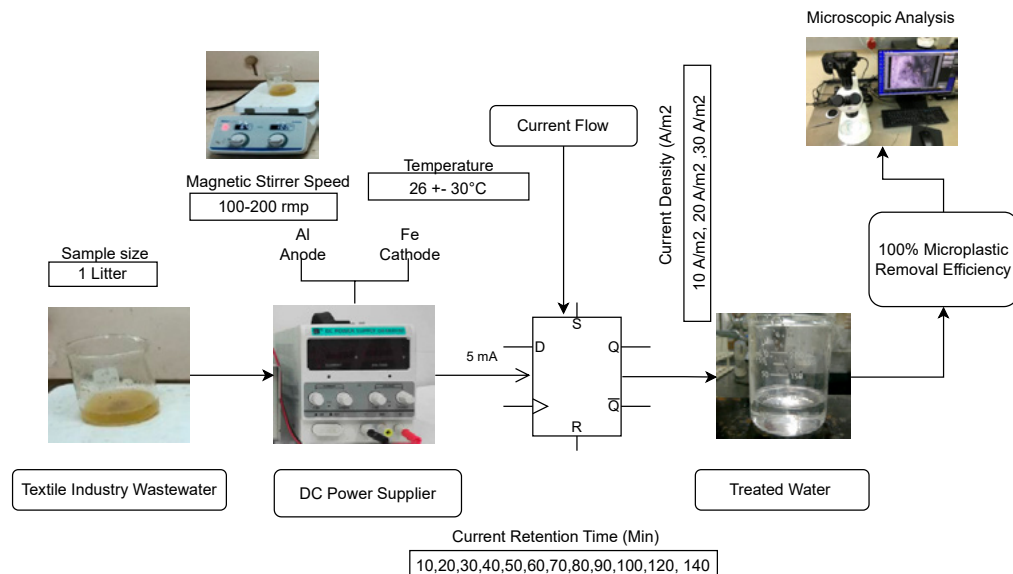 Microscopic Analysis
Current Flow
Current Density (A/m2)
10 A/m2, 20 A/m2 ,30 A/m2
Temperature
26 +- 30°C
Magnetic Stirrer Speed
100-200 rmp
Al
Anode
Fe
Cathode
Sample size
1 Litter
100% Microplastic
Removal Efficiency
DC POWER SUPPLY
5 mA
S
D
Q
Q̅
R
Textile Industry Wastewater
DC Power Supplier
Treated Water
Current Retention Time (Min)
10,20,30,40,50,60,70,80,90,100,120, 140